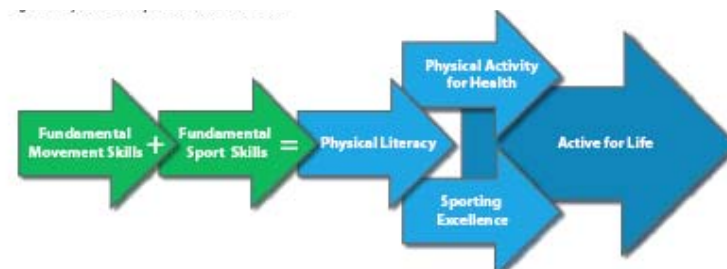 Fundamental
Movement Skills
+
Fundamental
Sport Skills
=
Physical Literacy
Physical Activity
for Health
Sporting
Excellence
Active for Life